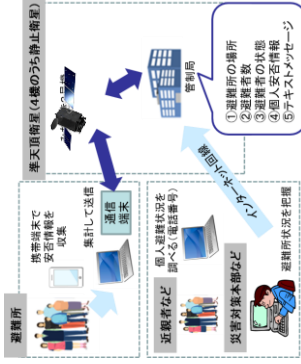 準天頂衛星(4機のうち静止衛星)
避難所
携帯端末で
安否情報を
収集
集計して送信
通信
端末
管制局
①避難所の場所
②避難者数
③避難者の状態
④個人安否情報
⑤テキストメッセージ
インターネット回線
近親者など
個人避難状況を
調べる(電話番号)
災害対策本部など
避難所状況を把握